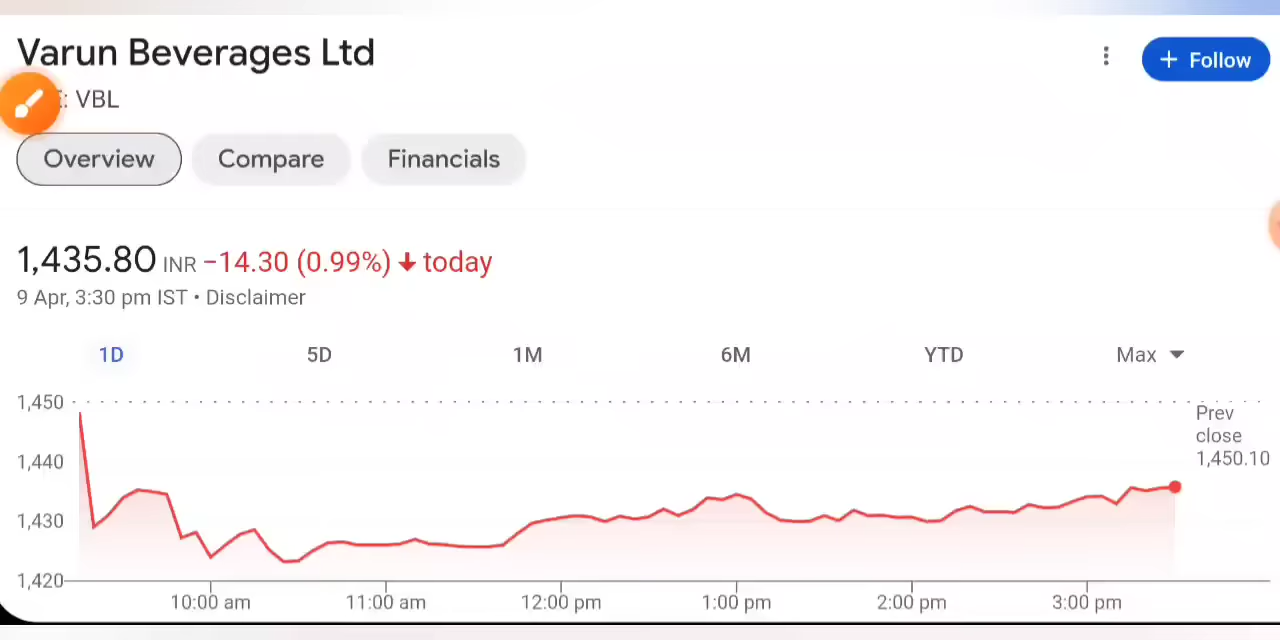 Varun Beverages Ltd
+ Follow
: VBL
Overview Compare Financials
1,435.80 INR −14.30 (0.99%) ↓ today
9 Apr, 3:30 pm IST • Disclaimer
1D 5D 1M 6M YTD Max
1,450
Prev
close
1,450.10
1,440
1,430
1,420
10:00 am 11:00 am 12:00 pm 1:00 pm 2:00 pm 3:00 pm